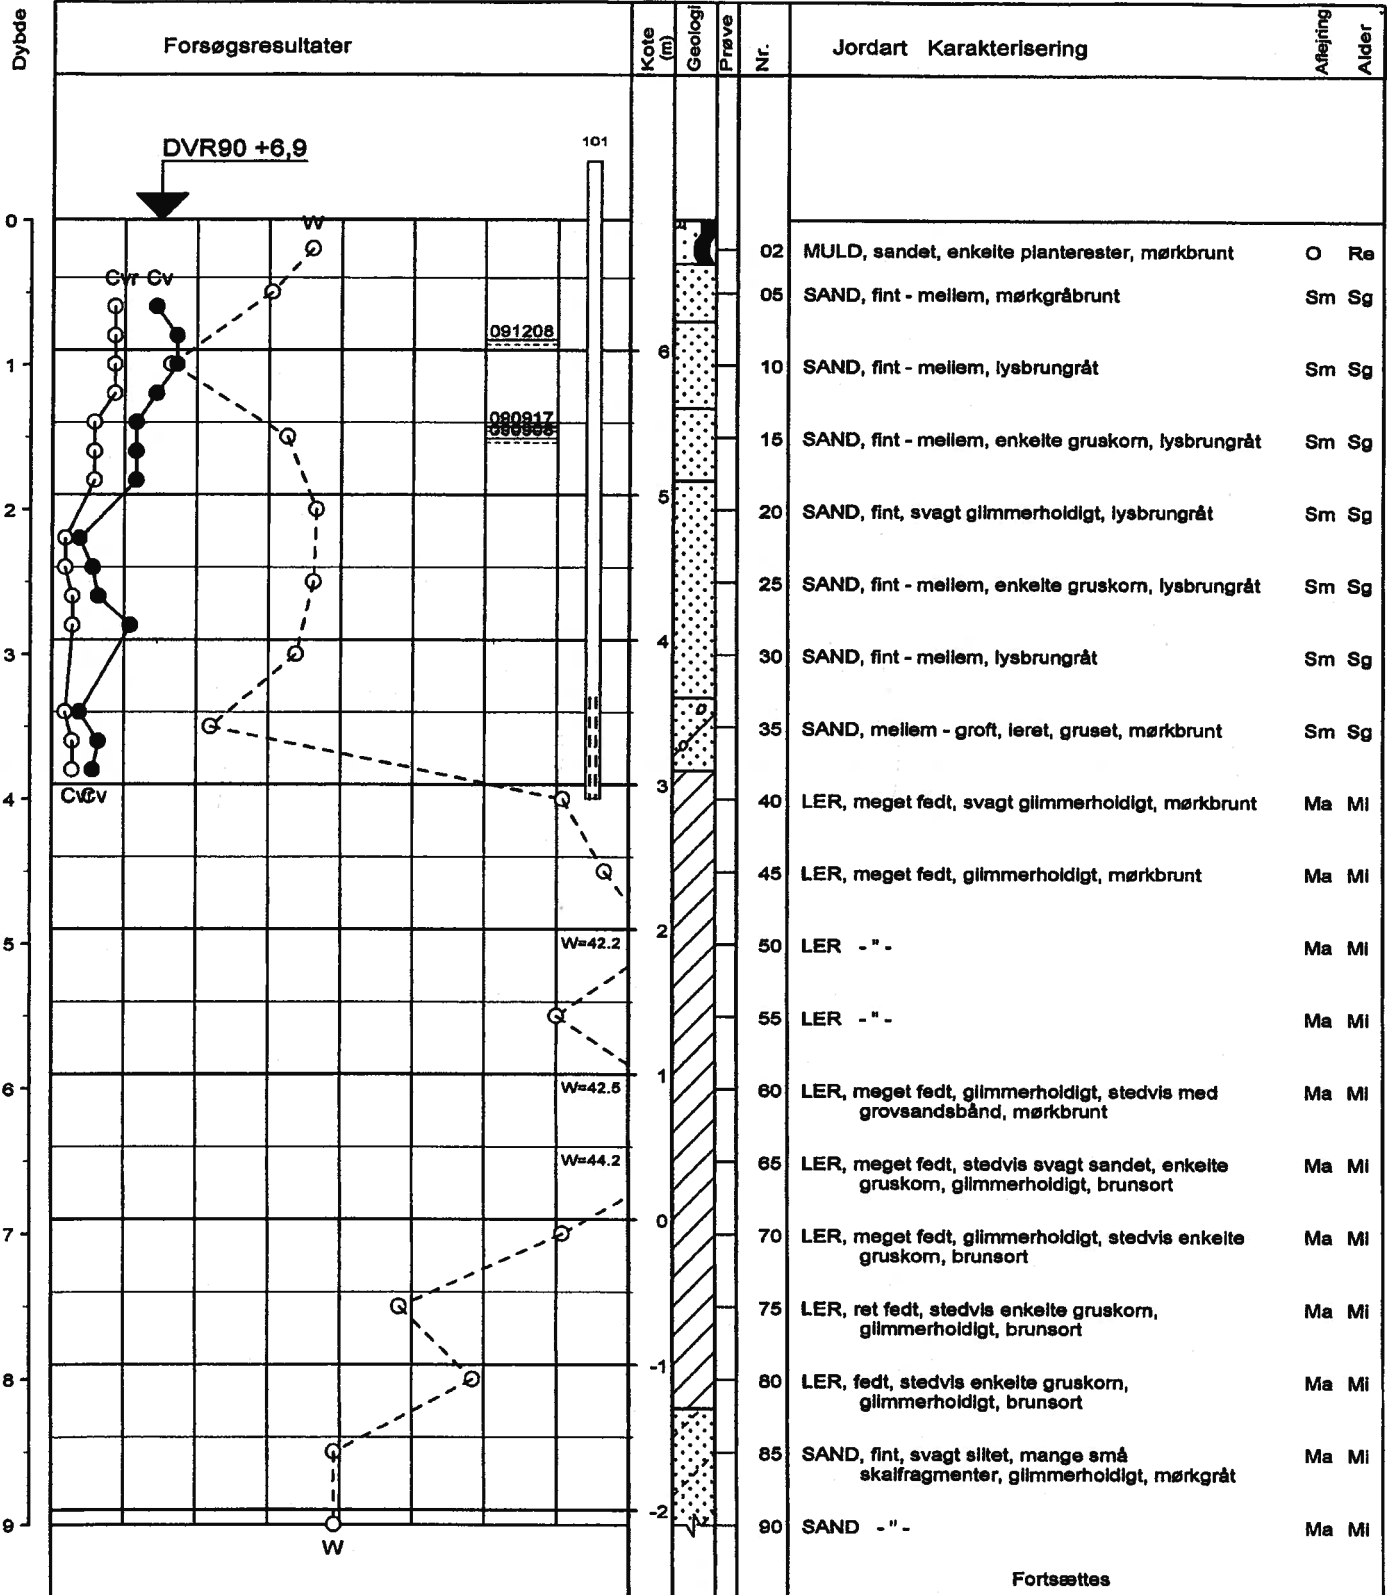 Dybde Forsøgsresultater Kote (m) Geologi Prøve Nr. Jordart Karakterisering Aflejring Alder
DVR90 +6,9
101
0
W
02 MULD, sandet, enkelte planterester, mørkbrunt O Re
Cvr Cv
05 SAND, fint - mellem, mørkgråbrunt Sm Sg
091208
6
1
10 SAND, fint - mellem, lysbrungråt Sm Sg
090917
15 SAND, fint - mellem, enkelte gruskorn, lysbrungråt Sm Sg
5
2
20 SAND, fint, svagt glimmerholdigt, lysbrungråt Sm Sg
25 SAND, fint - mellem, enkelte gruskorn, lysbrungråt Sm Sg
4
3
30 SAND, fint - mellem, lysbrungråt Sm Sg
35 SAND, mellem - groft, leret, gruset, mørkbrunt Sm Sg
3
Cvr Cv
4
40 LER, meget fedt, svagt glimmerholdigt, mørkbrunt Ma Mi
45 LER, meget fedt, glimmerholdigt, mørkbrunt Ma Mi
2
5
W=42.2
50 LER - " - Ma Mi
55 LER - " - Ma Mi
1
6
W=42.5
60 LER, meget fedt, glimmerholdigt, stedvis med Ma Mi
grovsandsbånd, mørkbrunt
W=44.2
65 LER, meget fedt, stedvis svagt sandet, enkelte Ma Mi
gruskorn, glimmerholdigt, brunsort
0
7
70 LER, meget fedt, glimmerholdigt, stedvis enkelte Ma Mi
gruskorn, brunsort
75 LER, ret fedt, stedvis enkelte gruskorn, Ma Mi
glimmerholdigt, brunsort
-1
8
80 LER, fedt, stedvis enkelte gruskorn, Ma Mi
glimmerholdigt, brunsort
85 SAND, fint, svagt siltet, mange små Ma Mi
skalfragmenter, glimmerholdigt, mørkgråt
-2
9
90 SAND - " - Ma Mi
W
Fortsættes